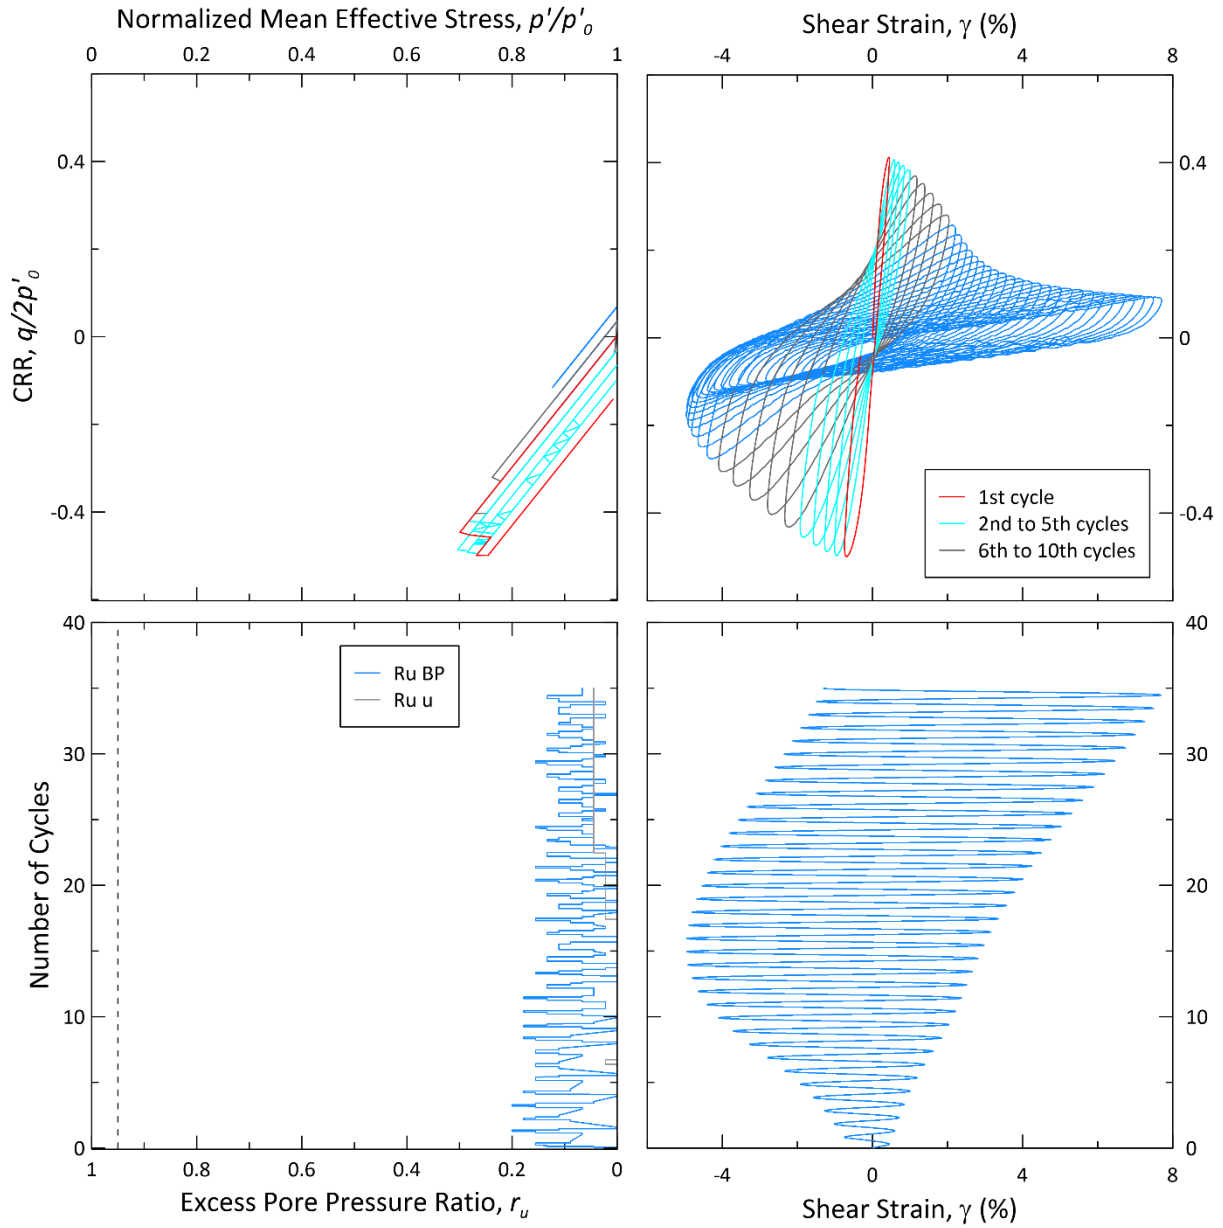 Normalized Mean Effective Stress, p'/p'0
Shear Strain, γ (%)
0 0.4 0.8 1
-4 0 4 8
CRR, q/2p'0
0.4
0
-0.4
0.4
0
-0.4
1st cycle
2nd to 5th cycles
6th to 10th cycles
Number of Cycles
40
30
20
10
0
Ru BP
Ru u
40
30
20
10
0
1 0.8 0.6 0.4 0.2 0
-4 0 4 8
Excess Pore Pressure Ratio, ru
Shear Strain, γ (%)